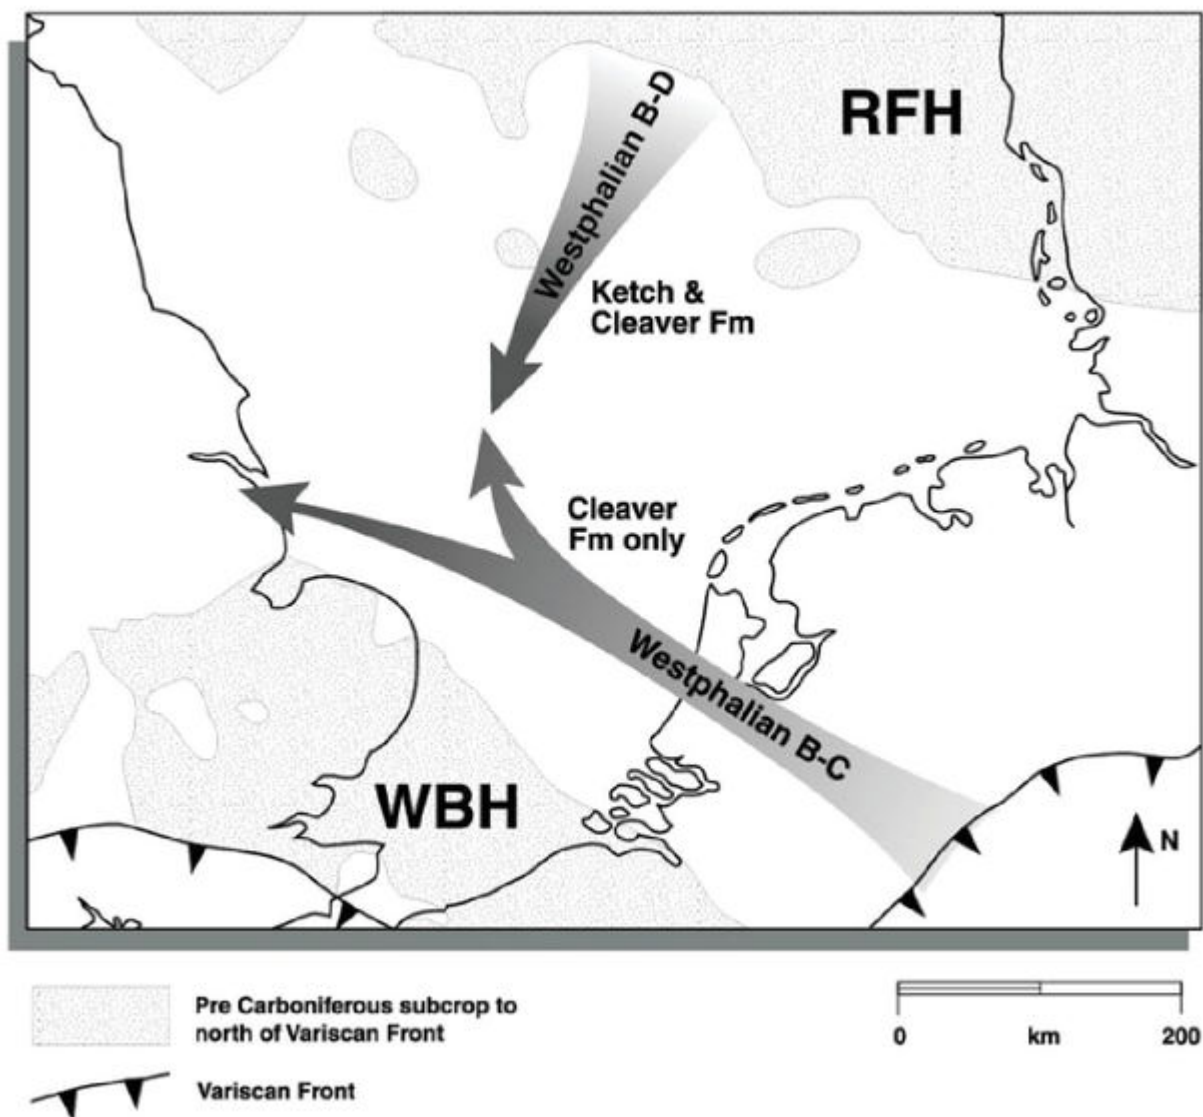 RFH
Westphalian B-D
Ketch &
Cleaver Fm
Cleaver
Fm only
Westphalian B-C
WBH
N
Pre Carboniferous subcrop to
north of Variscan Front
0 km 200
Variscan Front